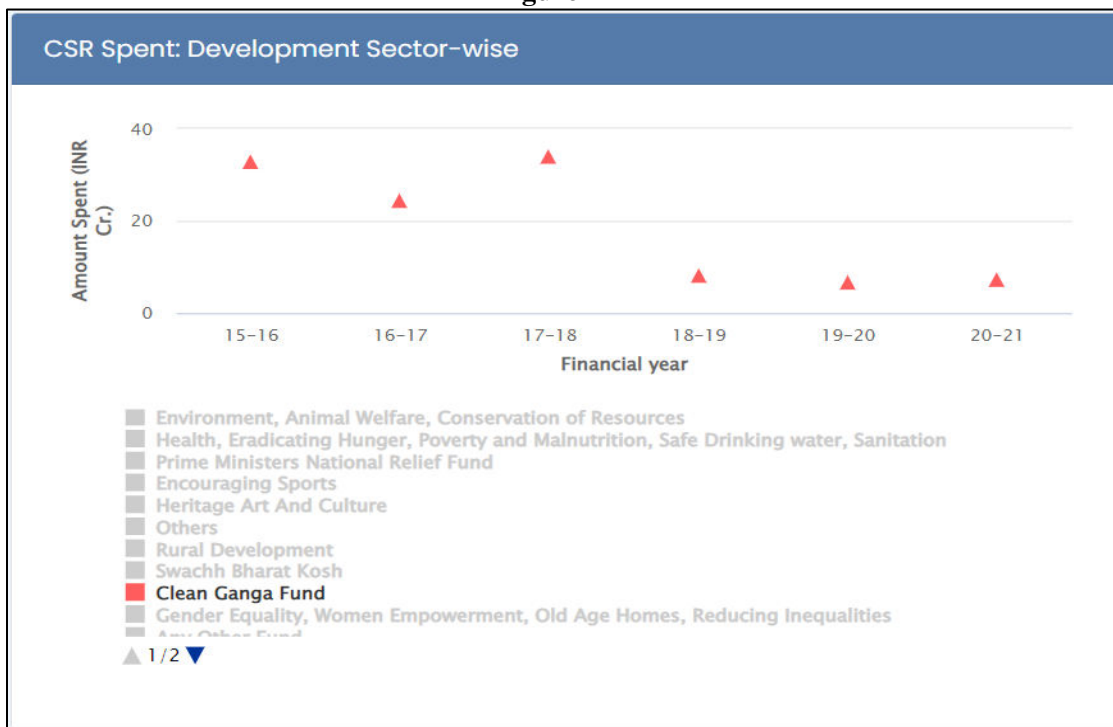 CSR Spent: Development Sector-wise
Amount Spent (INR
Cr.)
40
20
0
15-16
16-17
17-18
18-19
19-20
20-21
Financial year
Environment, Animal Welfare, Conservation of Resources
Health, Eradicating Hunger, Poverty and Malnutrition, Safe Drinking water, Sanitation
Prime Ministers National Relief Fund
Encouraging Sports
Heritage Art And Culture
Others
Rural Development
Swachh Bharat Kosh
Clean Ganga Fund
Gender Equality, Women Empowerment, Old Age Homes, Reducing Inequalities
Any Other Fund
1/2